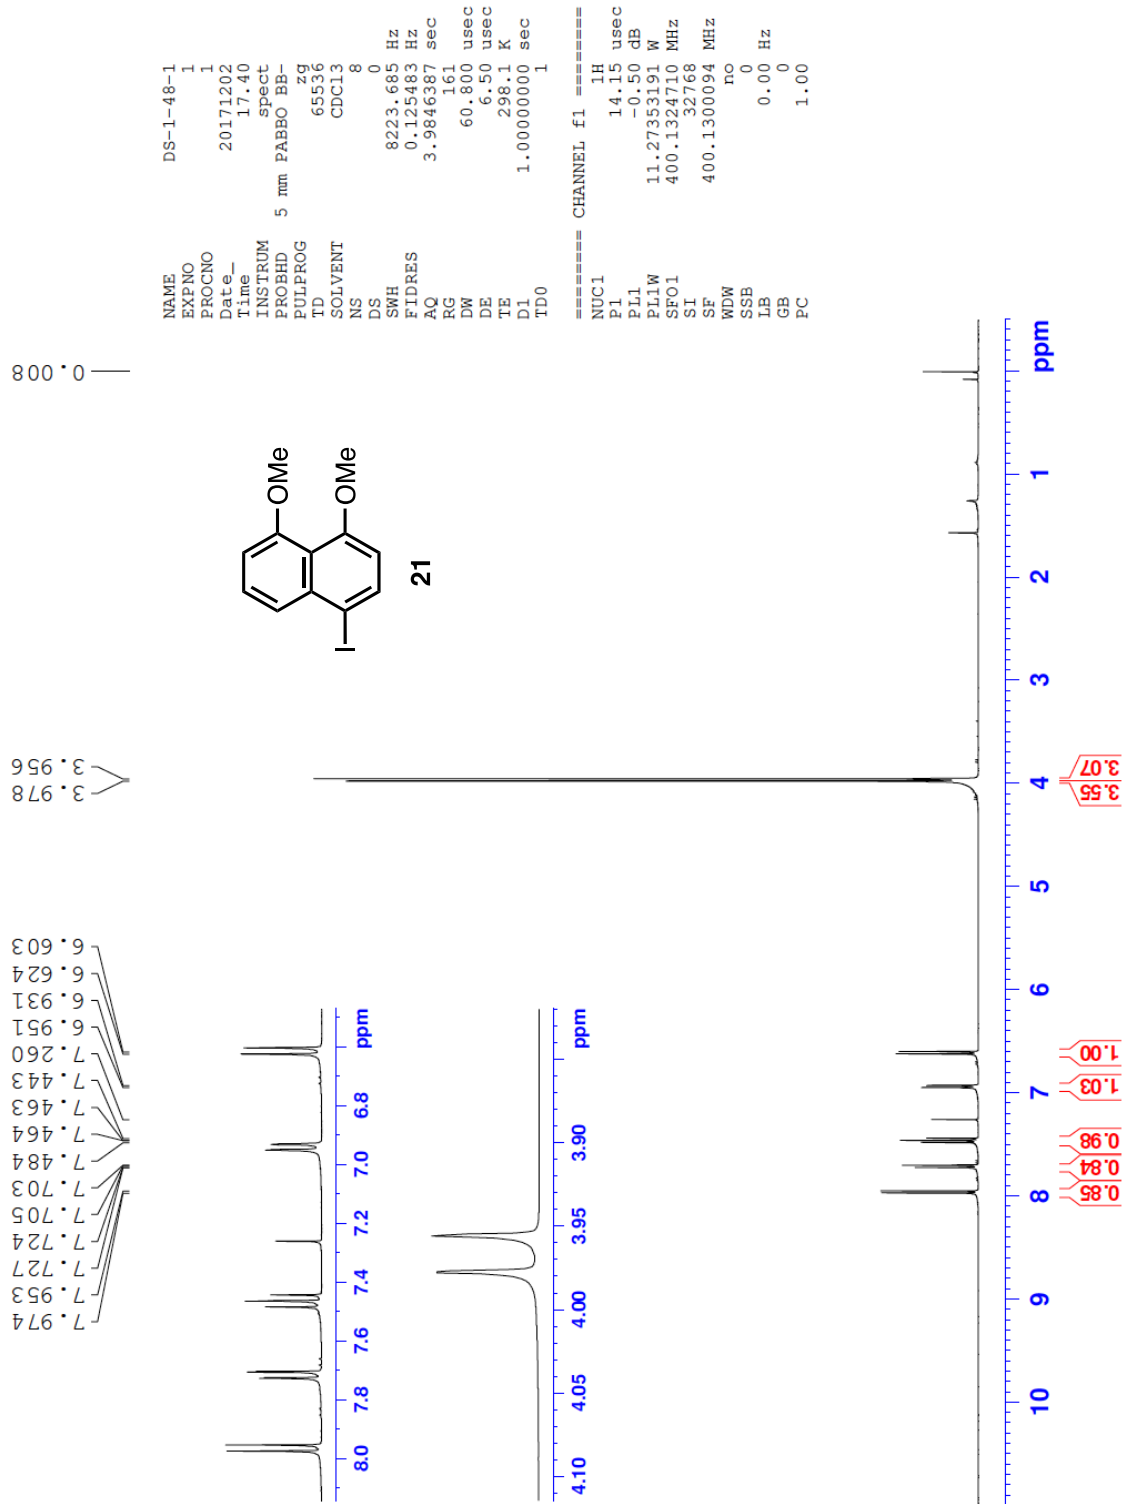 7.974
7.953
7.727
7.724
7.705
7.703
7.484
7.464
7.463
7.443
7.260
6.951
6.931
6.624
6.603
3.978
3.956
0.008
NAME DS-1-48-1
EXPNO 1
PROCNO 1
Date_ 20171202
Time 17.40
INSTRUM spect
PROBHD 5 mm PABBO BB-
PULPROG zg
TD 65536
SOLVENT CDCl3
NS 8
DS 0
SWH 8223.685 Hz
FIDRES 0.125483 Hz
AQ 3.9846387 sec
RG 161
DW 60.800 usec
DE 6.50 usec
TE 298.1 K
D1 1.00000000 sec
TD0 1
======== CHANNEL f1 ========
NUC1 1H
P1 14.15 usec
PL1 -0.50 dB
PL1W 11.27353191 W
SFO1 400.1324710 MHz
SI 32768
SF 400.1300094 MHz
WDW no
SSB 0
LB 0.00 Hz
GB 0
PC 1.00
OMe
OMe
I
21
8.0 7.8 7.6 7.4 7.2 7.0 6.8 ppm
4.10 4.05 4.00 3.95 3.90 ppm
10 9 8 7 6 5 4 3 2 1 ppm
0.85
0.84
0.98
1.03
1.00
3.55
3.07